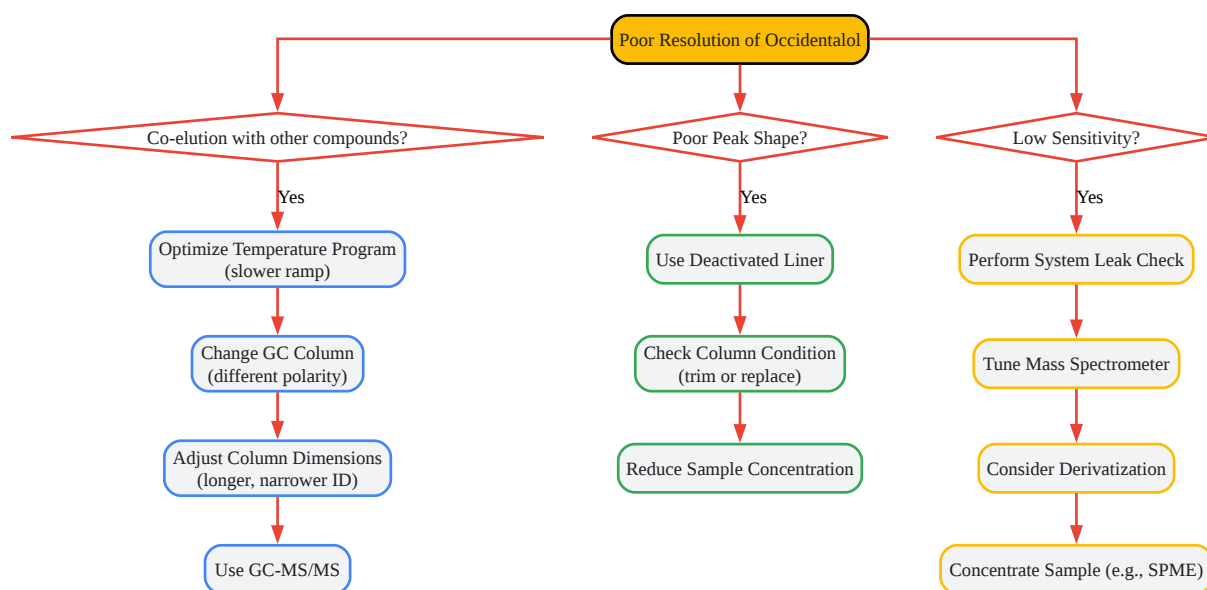 Poor Resolution of Occidentalol
Co-elution with other compounds?
Poor Peak Shape?
Low Sensitivity?
Yes
Yes
Yes
Optimize Temperature Program
(slower ramp)
Use Deactivated Liner
Perform System Leak Check
Change GC Column
(different polarity)
Check Column Condition
(trim or replace)
Tune Mass Spectrometer
Adjust Column Dimensions
(longer, narrower ID)
Reduce Sample Concentration
Consider Derivatization
Use GC-MS/MS
Concentrate Sample (e.g., SPME)